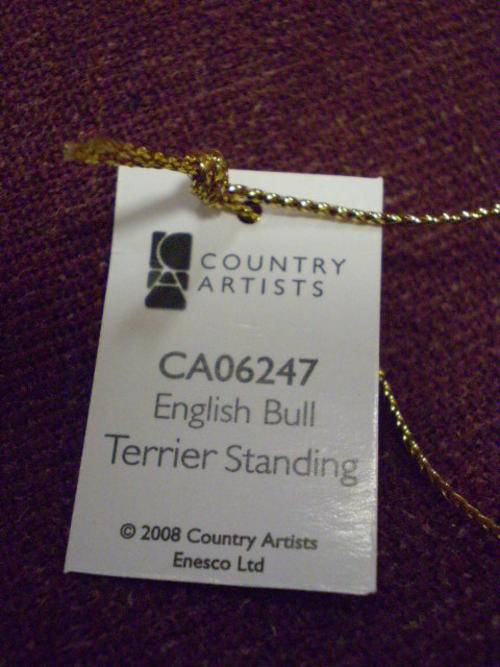 COUNTRY
ARTISTS
CA06247
English Bull
Terrier Standing
© 2008 Country Artists
Enesco Ltd